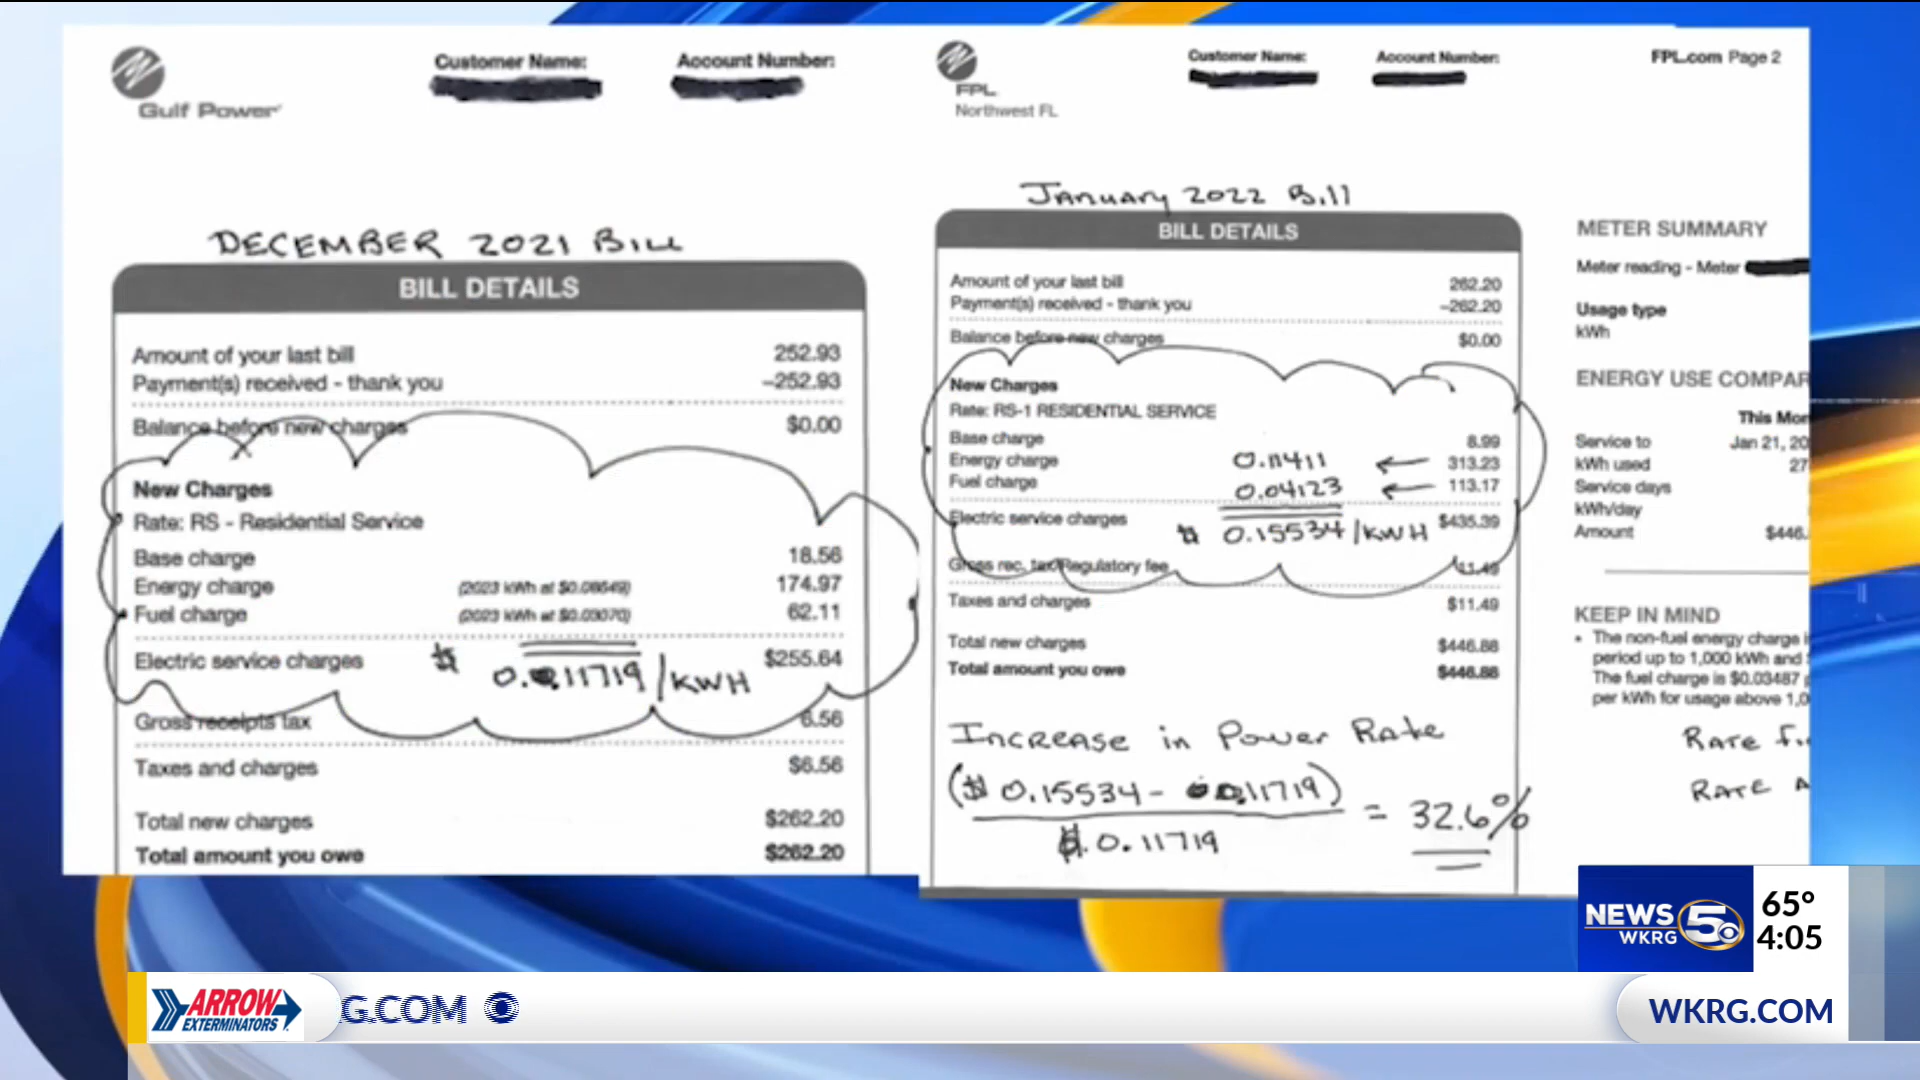 Customer Name:
Account Number:
Gulf Power
DECEMBER 2021 BILL
BILL DETAILS
Amount of your last bill 252.93
Payment(s) received - thank you -252.93
Balance before new charges $0.00
New Charges
Rate: RS - Residential Service
Base charge 18.56
Energy charge (2023 kWh at $0.08649) 174.97
Fuel charge (2023 kWh at $0.03070) 62.11
Electric service charges $255.64
$ 0.11719/KWH
Gross receipts tax 6.56
Taxes and charges $6.56
Total new charges $262.20
Total amount you owe $262.20
FPL
Northwest FL
Customer Name:
Account Number:
FPL.com Page 2
January 2022 Bill
BILL DETAILS
Amount of your last bill 262.20
Payment(s) received - thank you -262.20
Balance before new charges $0.00
New Charges
Rate: RS-1 RESIDENTIAL SERVICE
Base charge 8.99
Energy charge 0.11411 ← 313.23
Fuel charge 0.04123 ← 113.17
Electric service charges $ 0.15534/KWH $435.39
Gross rec. tax/Regulatory fee 11.49
Taxes and charges $11.49
Total new charges $446.88
Total amount you owe $446.88
INCREASE in Power Rate
($0.15534 - 0.11719)
= 32.6%
$.0.11719
METER SUMMARY
Meter reading - Meter
Usage type
kWh
ENERGY USE COMPAR
This Mon
Service to Jan 21, 20
kWh used 27
Service days
kWh/day
Amount $446.
KEEP IN MIND
• The non-fuel energy charge
period up to 1,000 kWh and
The fuel charge is $0.03487
per kWh for usage above 1,0
RATE
RATE A
NEWS 5
WKRG
65°
4:05
ARROW
EXTERMINATORS
G.COM
WKRG.COM